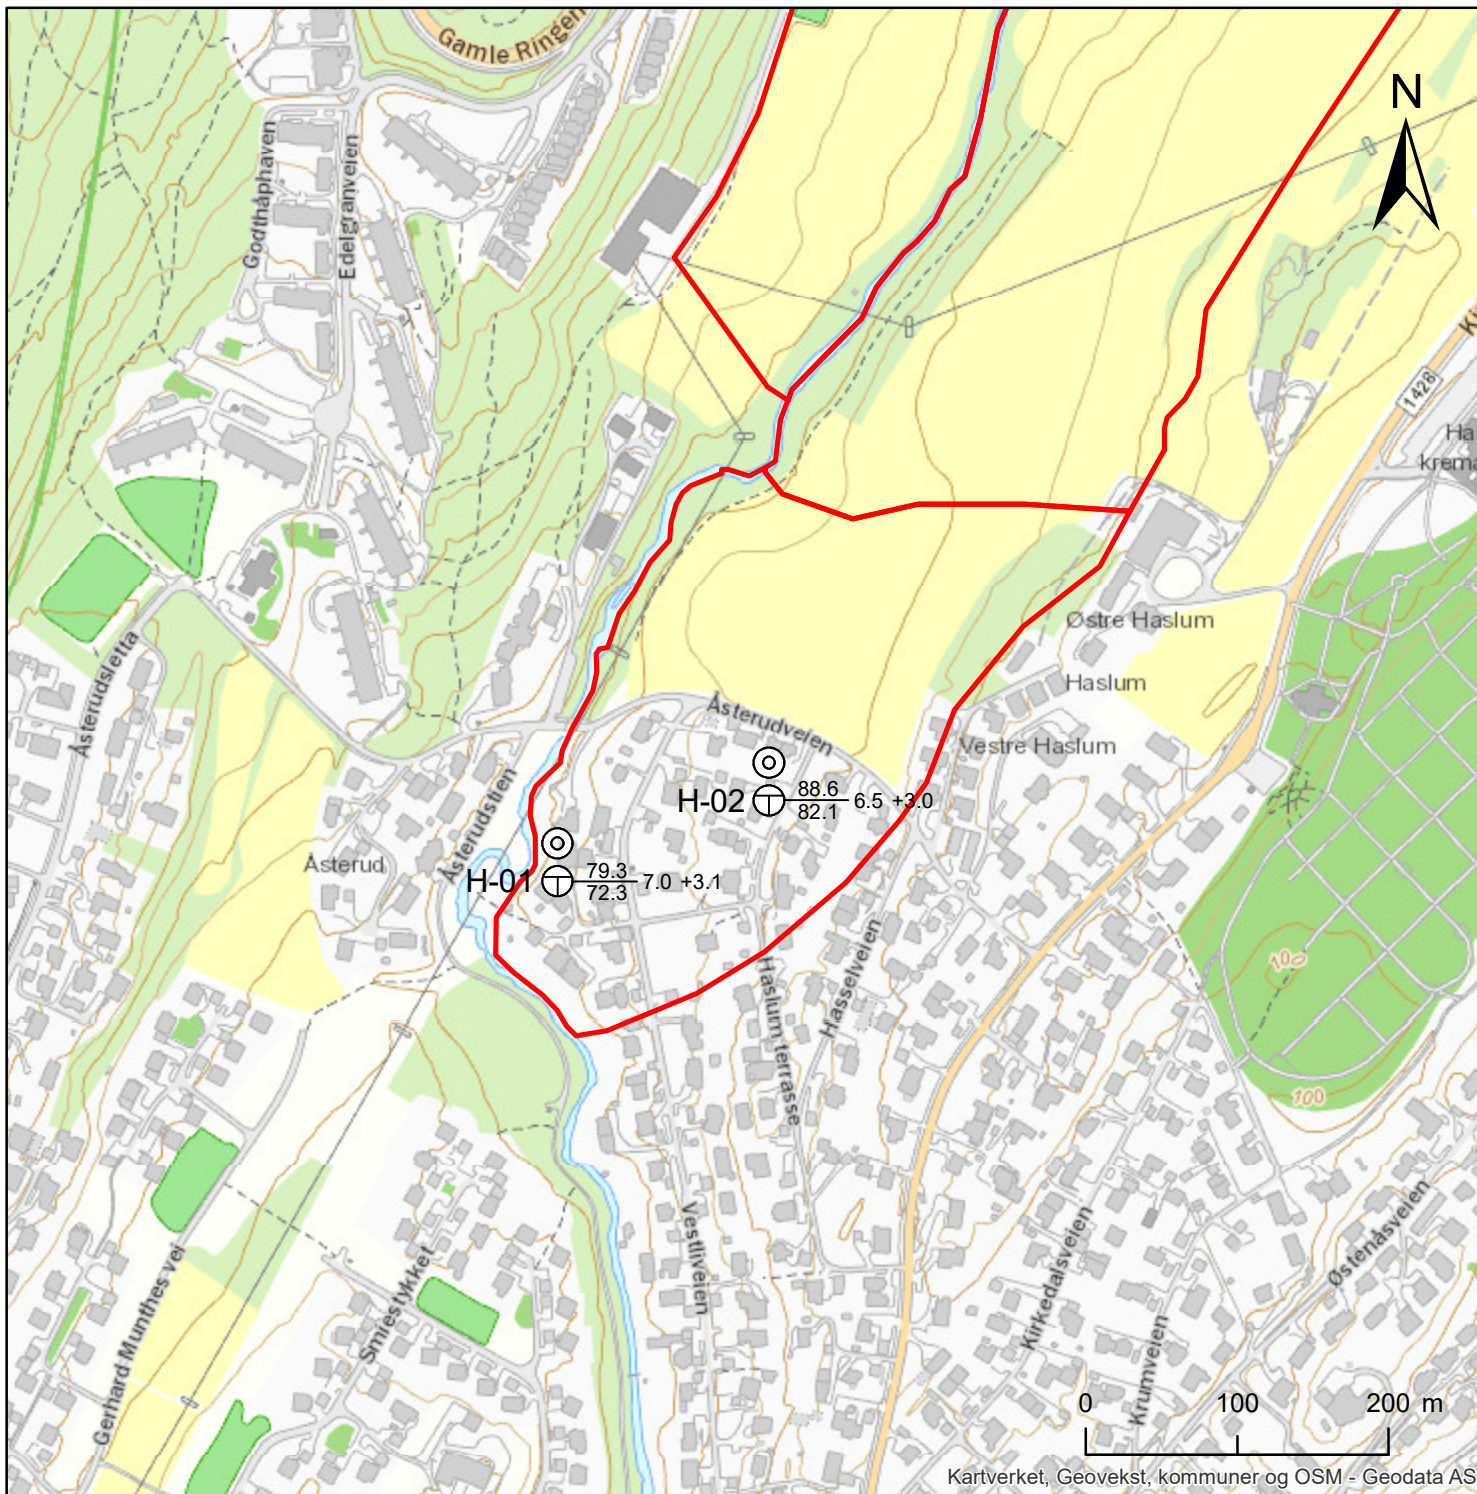 Gamle Ringen
N
Godthåphaven
Edelgranveien
1428
Østre Haslum
Haslum
Vestre Haslum
Åsterudsletta
Åsterudveien
H-02
88.6
82.1
6.5 +3.0
Åsterudstien
Åsterud
H-01
79.3
72.3
7.0 +3.1
Hasselveien
Haslum terrasse
100
100
Vestliveien
Smiestykket
Gerhard Munthes vei
Kirkedalsveien
Krumveien
Østenåsveien
0 100 200 m
Kartverket, Geovekst, kommuner og OSM - Geodata AS